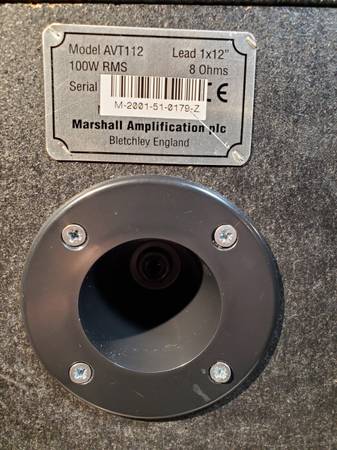 Model AVT112 Lead 1x12"
100W RMS 8 Ohms
Serial CE
M-2001-51-0179-Z
Marshall Amplification plc
Bletchley England